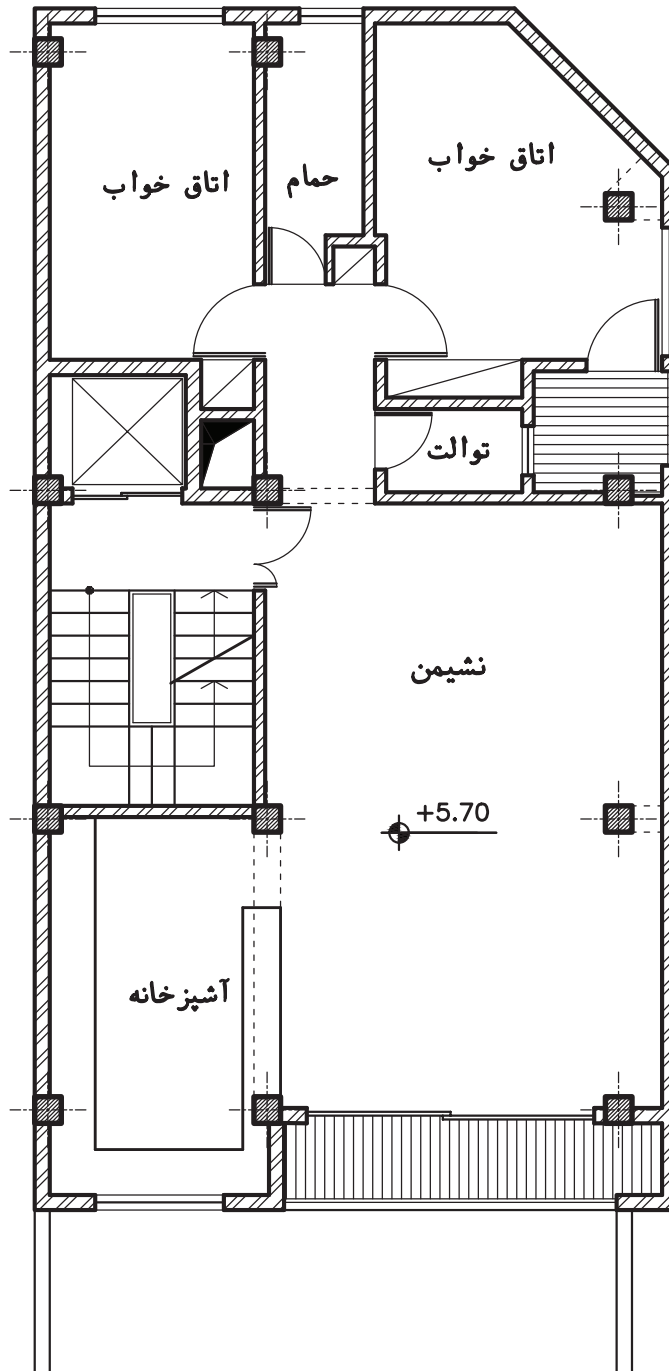 اتاق خواب
حمام
اتاق خواب
توالت
نشیمن
+5.70
آشپزخانه